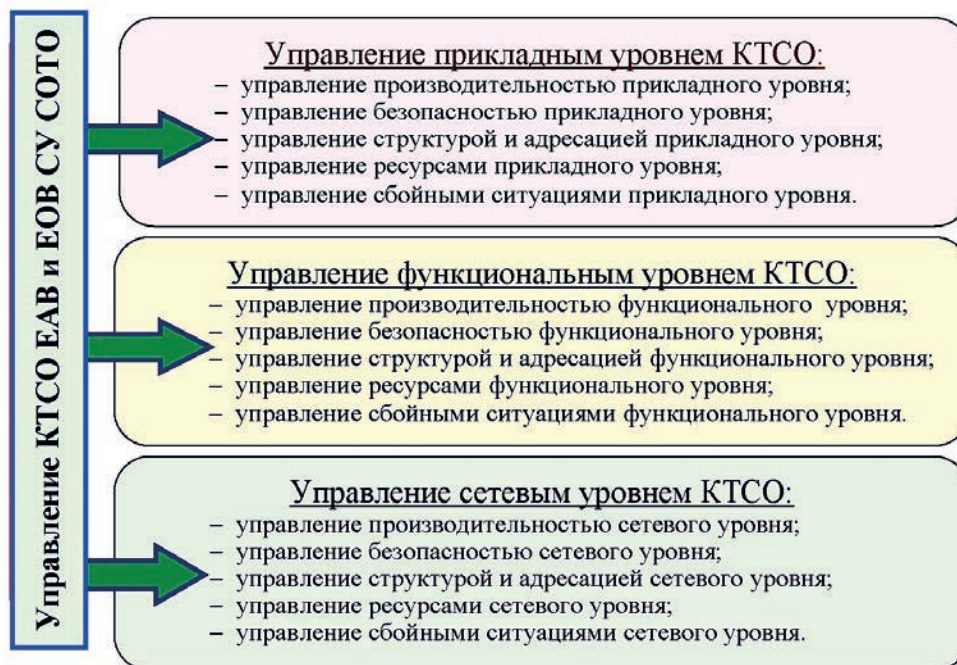 Управление КТСО ЕАВ и ЕОВ СУ СОТО
Управление прикладным уровнем КТСО:
– управление производительностью прикладного уровня;
– управление безопасностью прикладного уровня;
– управление структурой и адресацией прикладного уровня;
– управление ресурсами прикладного уровня;
– управление сбойными ситуациями прикладного уровня.
Управление функциональным уровнем КТСО:
– управление производительностью функционального уровня;
– управление безопасностью функционального уровня;
– управление структурой и адресацией функционального уровня;
– управление ресурсами функционального уровня;
– управление сбойными ситуациями функционального уровня.
Управление сетевым уровнем КТСО:
– управление производительностью сетевого уровня;
– управление безопасностью сетевого уровня;
– управление структурой и адресацией сетевого уровня;
– управление ресурсами сетевого уровня;
– управление сбойными ситуациями сетевого уровня.